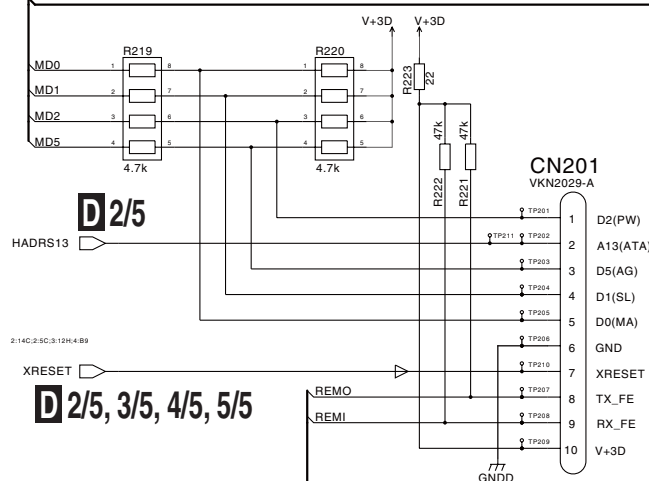 V+3D V+3D
R219 R220
R223
22
MD0 1 8 1 8
MD1 2 7 2 7
MD2 3 6 3 6
MD5 4 5 4 5
4.7k 4.7k
47k 47k
R222 R221
CN201
VKN2029-A
D 2/5
TP201 1 D2(PW)
HADRS13 TP211 TP202 2 A13(ATA)
TP203 3 D5(AG)
TP204 4 D1(SL)
TP205 5 D0(MA)
2:14C;2:5C;3:12H;4:B9
TP206 6 GND
XRESET TP210 7 XRESET
D 2/5, 3/5, 4/5, 5/5
REMO TP207 8 TX_FE
REMI TP208 9 RX_FE
TP209 10 V+3D
GNDD